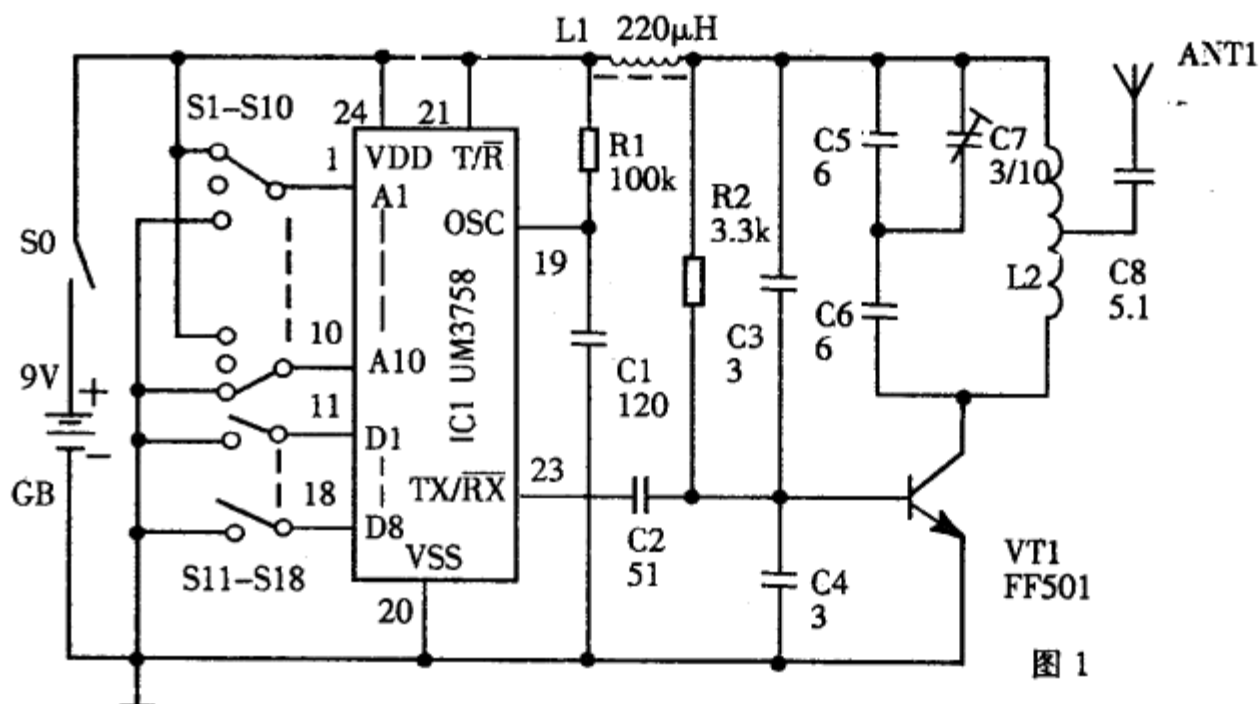 L1 220μH
ANT1
S1–S10
24
21
1
VDD
T/R̅
R1
100k
C5
6
C7
3/10
A1
R2
3.3k
OSC
S0
19
L2
C8
5.1
10
C3
3
C6
6
A10
C1
120
IC1 UM3758
9V
+
11
D1
−
23
GB
18
TX/R̅X̅
D8
C2
51
VSS
S11–S18
VT1
FF501
C4
3
20
图 1